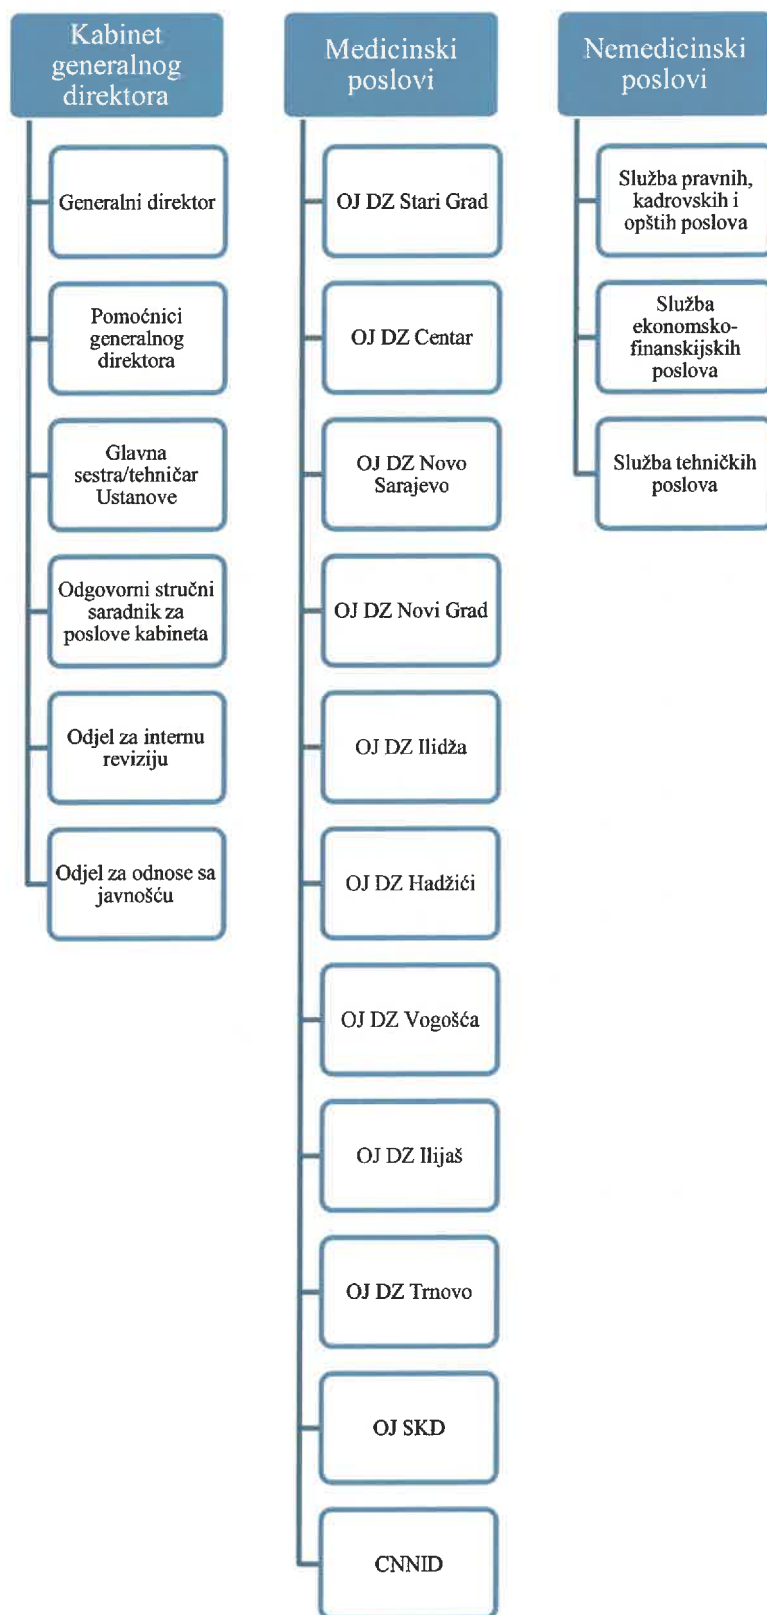 Kabinet
generalnog
direktora
Generalni direktor
Pomoćnici
generalnog
direktora
Glavna
sestra/tehničar
Ustanove
Odgovorni stručni
saradnik za
poslove kabineta
Odjel za internu
reviziju
Odjel za odnose sa
javnošću
Medicinski
poslovi
OJ DZ Stari Grad
OJ DZ Centar
OJ DZ Novo
Sarajevo
OJ DZ Novi Grad
OJ DZ Ilidža
OJ DZ Hadžići
OJ DZ Vogošća
OJ DZ Ilijaš
OJ DZ Trnovo
OJ SKD
CNNID
Nemedicinski
poslovi
Služba pravnih,
kadrovskih i
opštih poslova
Služba
ekonomsko-
finanskijskih
poslova
Služba tehničkih
poslova